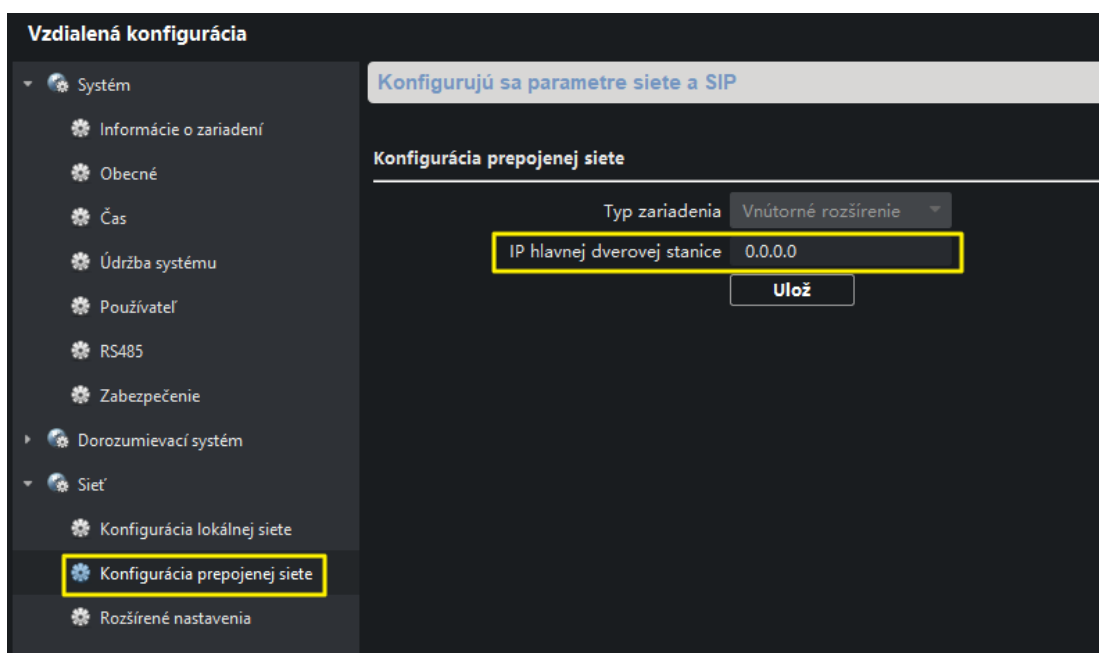 Vzdialená konfigurácia
Systém
Informácie o zariadení
Obecné
Čas
Údržba systému
Používateľ
RS485
Zabezpečenie
Dorozumievací systém
Sieť
Konfigurácia lokálnej siete
Konfigurácia prepojenej siete
Rozšírené nastavenia
Konfigurujú sa parametre siete a SIP
Konfigurácia prepojenej siete
Typ zariadenia Vnútorné rozšírenie
IP hlavnej dverovej stanice 0.0.0.0
Ulož